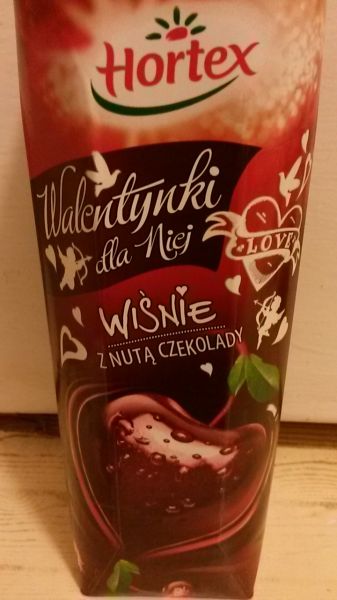 Hortex
Walentynki
dla Niej
LOVE
WIŚNIE
Z NUTĄ CZEKOLADY